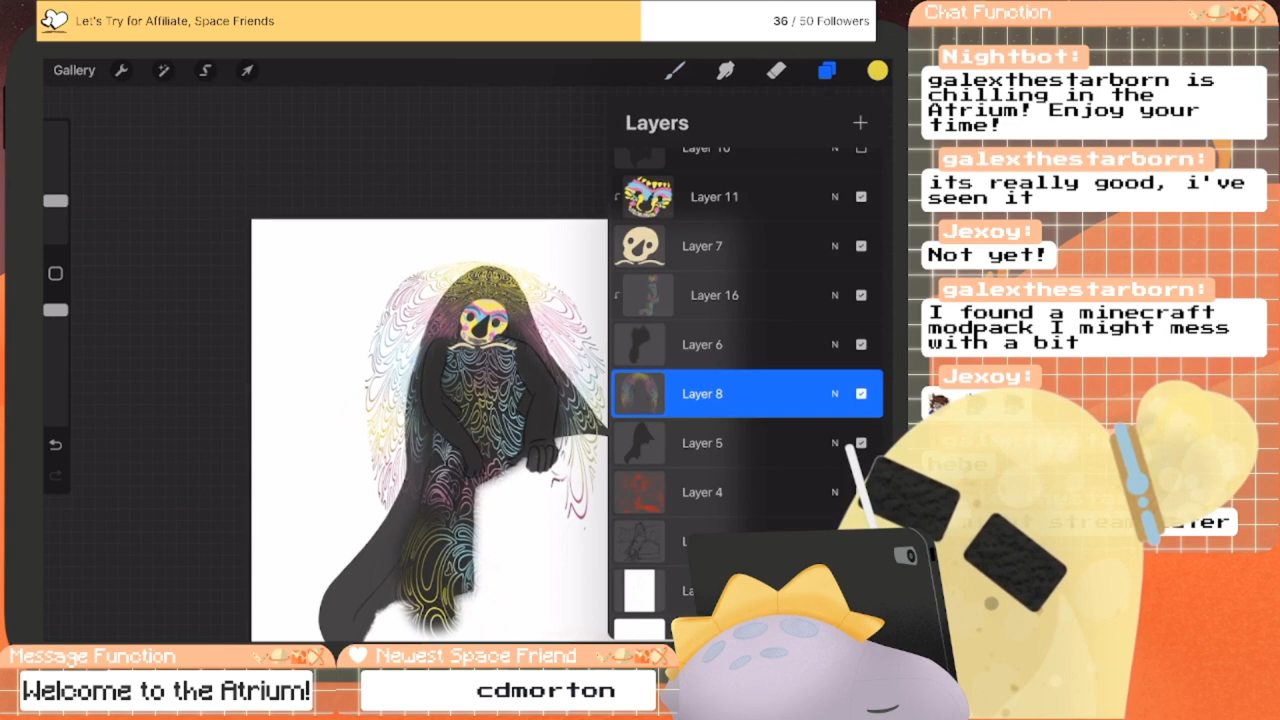 Let's Try for Affiliate, Space Friends
36 / 50 Followers
Gallery
Layers
Layer 10
N
Layer 11
N
Layer 7
N
Layer 16
N
Layer 6
N
Layer 8
N
Layer 5
N
Layer 4
N
Chat Function
Nightbot:
galexthestarborn is
chilling in the
Atrium! Enjoy your
time!
galexthestarborn:
its really good, i've
seen it
Jexoy:
Not yet!
galexthestarborn:
I found a minecraft
modpack I might mess
with a bit
Jexoy:
hehe
Message Function
Welcome to the Atrium!
Newest Space Friend
cdmorton